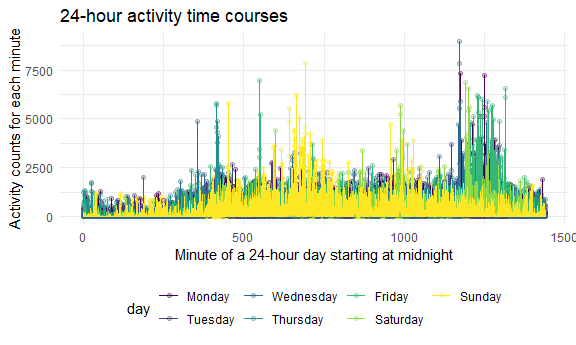 24-hour activity time courses
Activity counts for each minute
7500
5000
2500
0
0 500 1000 1500
Minute of a 24-hour day starting at midnight
day
Monday Wednesday Friday Sunday
Tuesday Thursday Saturday